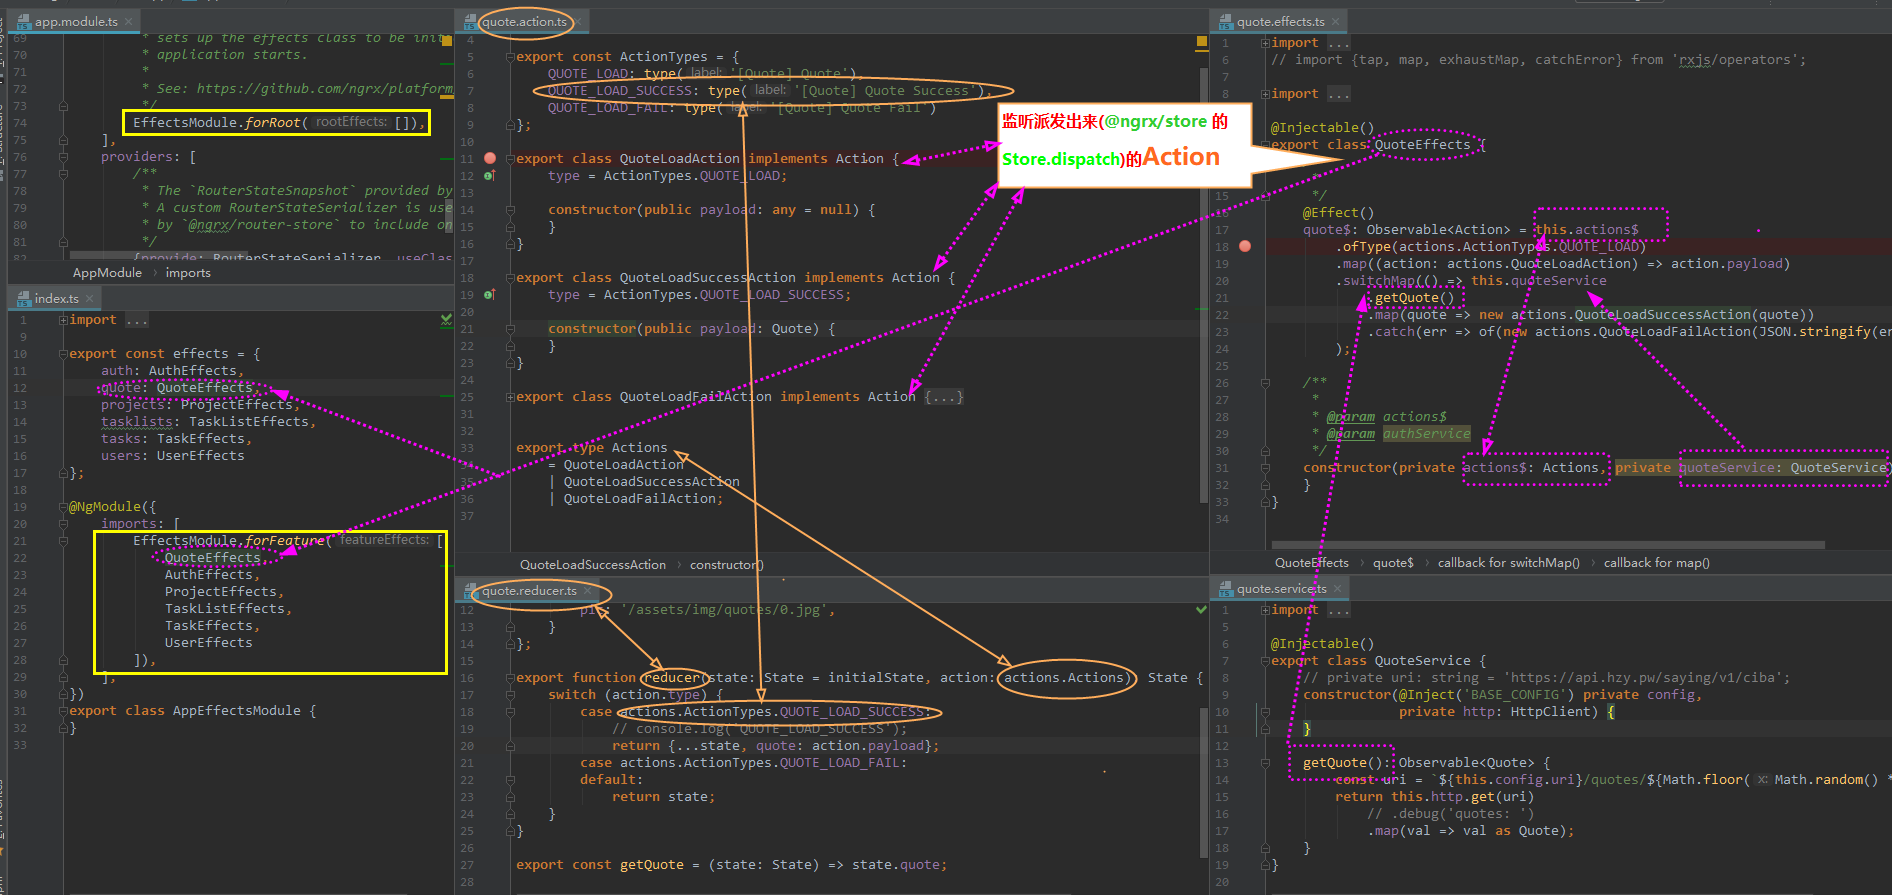 app.module.ts
69 * sets up the effects class to be ini
70 * application starts.
71 *
72 * See: https://github.com/ngrx/platform
73 */
74 EffectsModule.forRoot( rootEffects: []),
75 ],
76 providers: [
77 /**
78 * The `RouterStateSnapshot` provided by
79 * A custom RouterStateSerializer is use
80 * by `@ngrx/router-store` to include on
81 */
{provide: RouterStateSerializer, useClas
AppModule › imports
index.ts
1 import ...
9
10 export const effects = {
11 auth: AuthEffects,
12 quote: QuoteEffects,
13 projects: ProjectEffects,
14 tasklists: TaskListEffects,
15 tasks: TaskEffects,
16 users: UserEffects
17 };
18
19 @NgModule({
20 imports: [
21 EffectsModule.forFeature( featureEffects: [
22 QuoteEffects
23 AuthEffects,
24 ProjectEffects,
25 TaskListEffects,
26 TaskEffects,
27 UserEffects
28 ]),
29 ],
30 })
31 export class AppEffectsModule {
32 }
33
quote.action.ts
4
5 export const ActionTypes = {
6 QUOTE_LOAD: type( label: '[Quote] Quote'),
7 QUOTE_LOAD_SUCCESS: type( label: '[Quote] Quote Success'),
8 QUOTE_LOAD_FAIL: type( label: '[Quote] Quote Fail')
9 };
10
11 export class QuoteLoadAction implements Action {
12 type = ActionTypes.QUOTE_LOAD;
13
14 constructor(public payload: any = null) {
15 }
16 }
17
18 export class QuoteLoadSuccessAction implements Action {
19 type = ActionTypes.QUOTE_LOAD_SUCCESS;
20
21 constructor(public payload: Quote) {
22 }
23 }
24
25 export class QuoteLoadFailAction implements Action {...}
31
32
33 export type Actions
34 = QuoteLoadAction
35 | QuoteLoadSuccessAction
36 | QuoteLoadFailAction;
37
QuoteLoadSuccessAction › constructor()
监听派发出来(@ngrx/store 的
Store.dispatch)的Action
quote.reducer.ts
12 '/assets/img/quotes/0.jpg',
13 }
14 };
15
16 export function reducer(state: State = initialState, action: actions.Actions) State {
17 switch (action.type) {
18 case actions.ActionTypes.QUOTE_LOAD_SUCCESS:
19 // console.log('QUOTE_LOAD_SUCCESS');
20 return {...state, quote: action.payload};
21 case actions.ActionTypes.QUOTE_LOAD_FAIL:
22 default:
23 return state;
24 }
25 }
26
27 export const getQuote = (state: State) => state.quote;
28
quote.effects.ts
1 import ...
6 // import {tap, map, exhaustMap, catchError} from 'rxjs/operators';
7
8 import ...
@Injectable()
export class QuoteEffects {
*
15 */
16 @Effect()
17 quote$: Observable<Action> = this.actions$
18 .ofType(actions.ActionTypes.QUOTE_LOAD)
19 .map((action: actions.QuoteLoadAction) => action.payload)
20 .switchMap(() => this.quoteService
21 .getQuote()
22 .map(quote => new actions.QuoteLoadSuccessAction(quote))
23 .catch(err => of(new actions.QuoteLoadFailAction(JSON.stringify(er
24 );
25
26 /**
27 *
28 * @param actions$
29 * @param authService
30 */
31 constructor(private actions$: Actions, private quoteService: QuoteService)
32 }
33 }
34
QuoteEffects › quote$ › callback for switchMap() › callback for map()
quote.service.ts
1 import ...
5
6 @Injectable()
7 export class QuoteService {
8 // private uri: string = 'https://api.hzy.pw/saying/v1/ciba';
9 constructor(@Inject('BASE_CONFIG') private config,
10 private http: HttpClient) {
11 }
12
13 getQuote(): Observable<Quote> {
14 const uri = `${this.config.uri}/quotes/${Math.floor( x: Math.random() *
15 return this.http.get(uri)
16 // .debug('quotes: ')
17 .map(val => val as Quote);
18 }
19 }
20